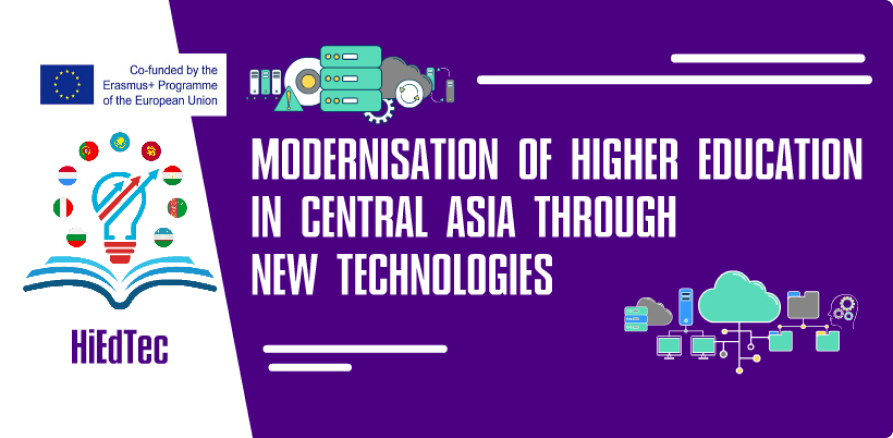 Co-funded by the
Erasmus+ Programme
of the European Union
MODERNISATION OF HIGHER EDUCATION
IN CENTRAL ASIA THROUGH
NEW TECHNOLOGIES
HiEdTec